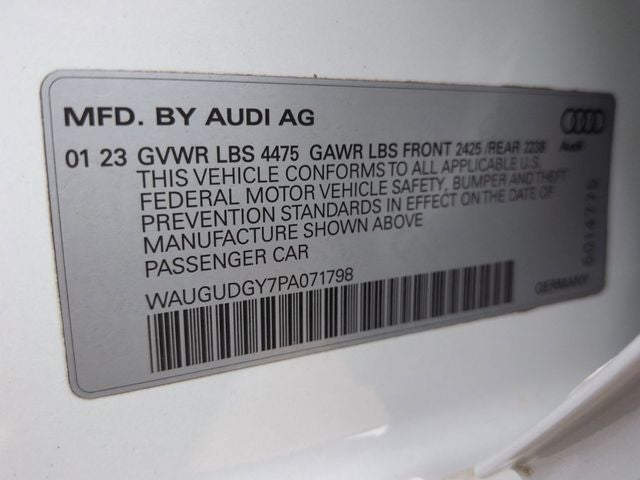 MFD. BY AUDI AG
01 23 GVWR LBS 4475 GAWR LBS FRONT 2425 /REAR 2238
THIS VEHICLE CONFORMS TO ALL APPLICABLE U.S.
FEDERAL MOTOR VEHICLE SAFETY, BUMPER AND THEFT
PREVENTION STANDARDS IN EFFECT ON THE DATE OF
MANUFACTURE SHOWN ABOVE
PASSENGER CAR
WAUGUDGY7PA071798
Audi
GERMANY